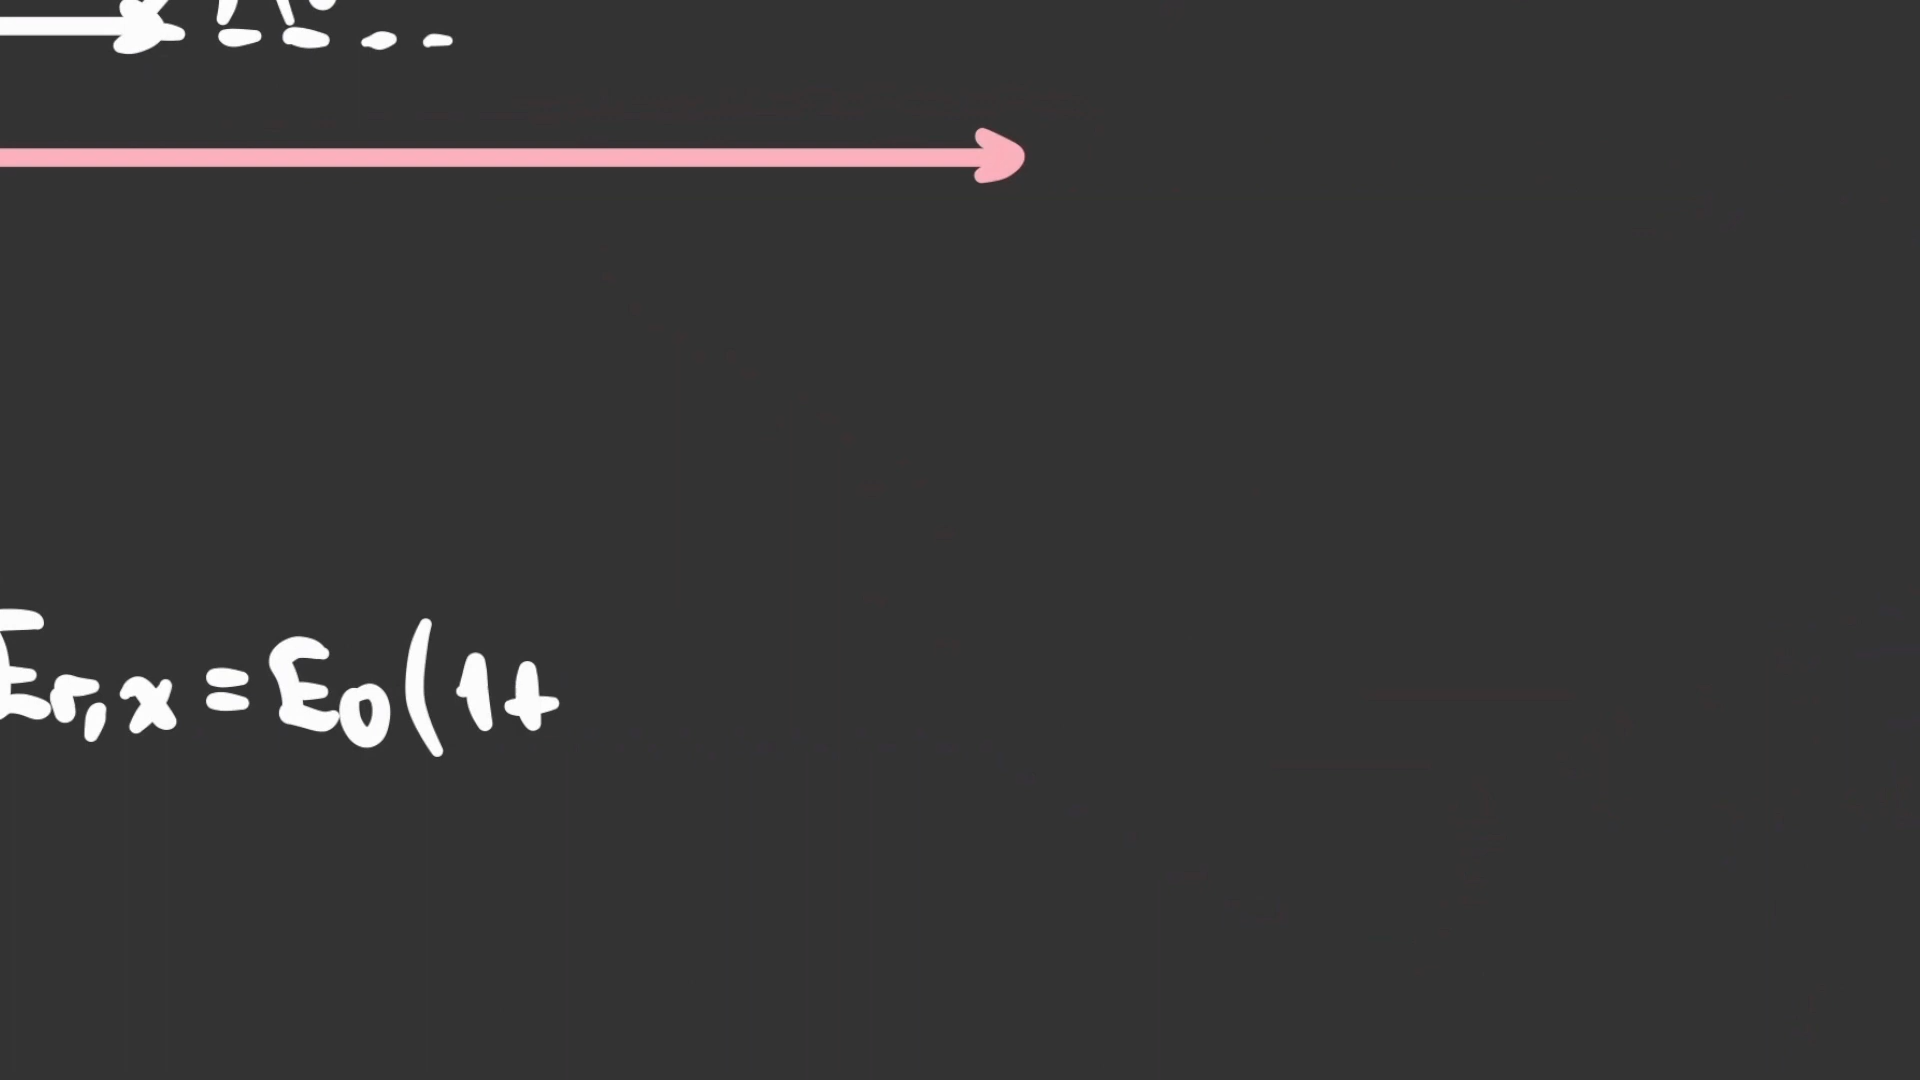 Er,x = E0(1+